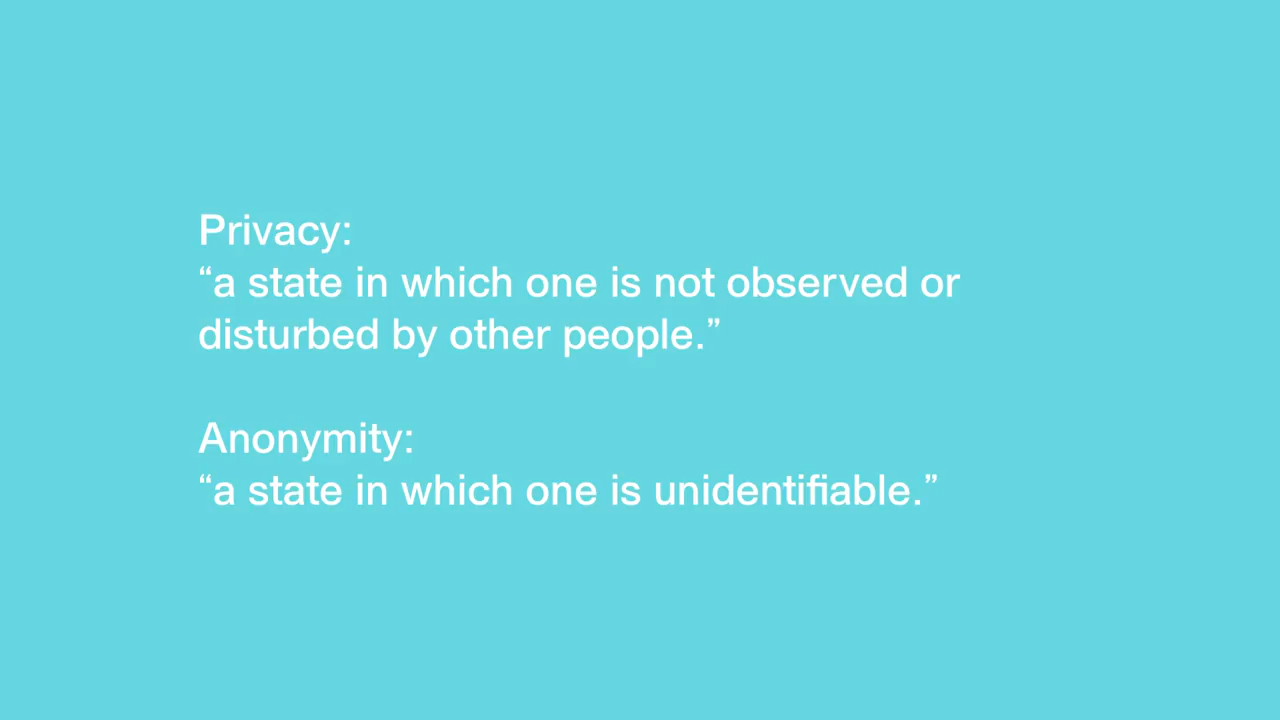 Privacy:
“a state in which one is not observed or
disturbed by other people.”
Anonymity:
“a state in which one is unidentifiable.”